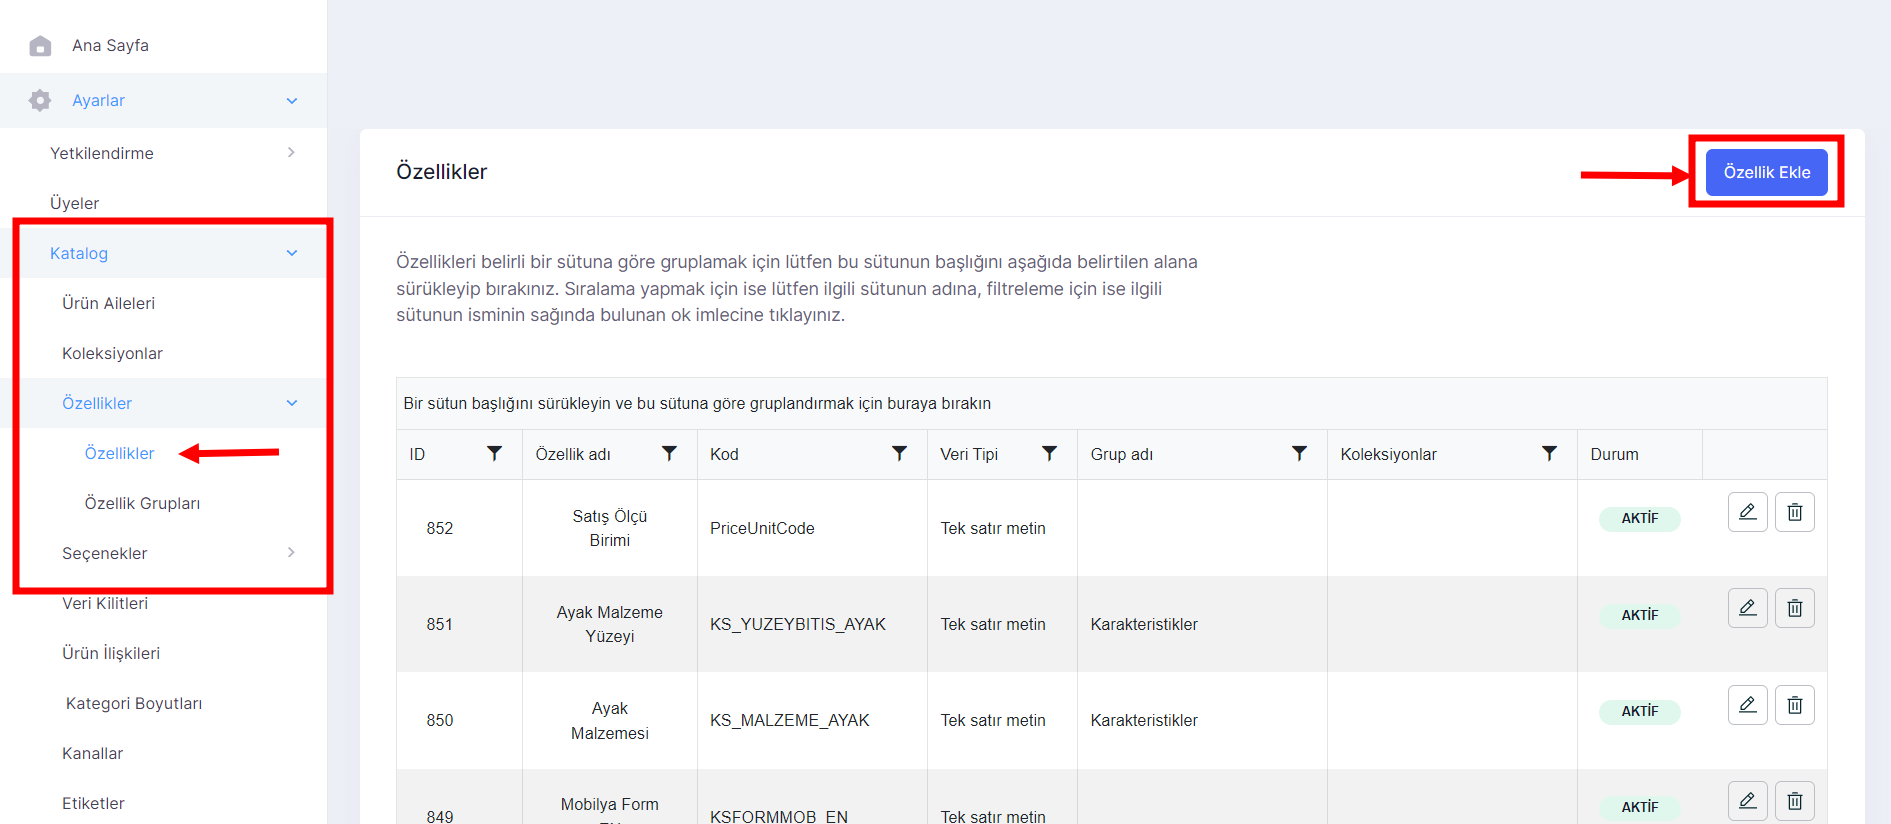 Ana Sayfa
Ayarlar
Yetkilendirme
Üyeler
Katalog
Ürün Aileleri
Koleksiyonlar
Özellikler
Özellikler
Özellik Grupları
Seçenekler
Veri Kilitleri
Ürün İlişkileri
Kategori Boyutları
Kanallar
Etiketler
Özellikler
Özellik Ekle
Özellikleri belirli bir sütuna göre gruplamak için lütfen bu sütunun başlığını aşağıda belirtilen alana
sürükleyip bırakınız. Sıralama yapmak için ise lütfen ilgili sütunun adına, filtreleme için ise ilgili
sütunun isminin sağında bulunan ok imlecine tıklayınız.
Bir sütun başlığını sürükleyin ve bu sütuna göre gruplandırmak için buraya bırakın
ID Özellik adı Kod Veri Tipi Grup adı Koleksiyonlar Durum
852 Satış Ölçü Birimi PriceUnitCode Tek satır metin AKTİF
851 Ayak Malzeme Yüzeyi KS_YUZEYBITIS_AYAK Tek satır metin Karakteristikler AKTİF
850 Ayak Malzemesi KS_MALZEME_AYAK Tek satır metin Karakteristikler AKTİF
849 Mobilya Form KSFORMMOB_EN Tek satır metin AKTİF